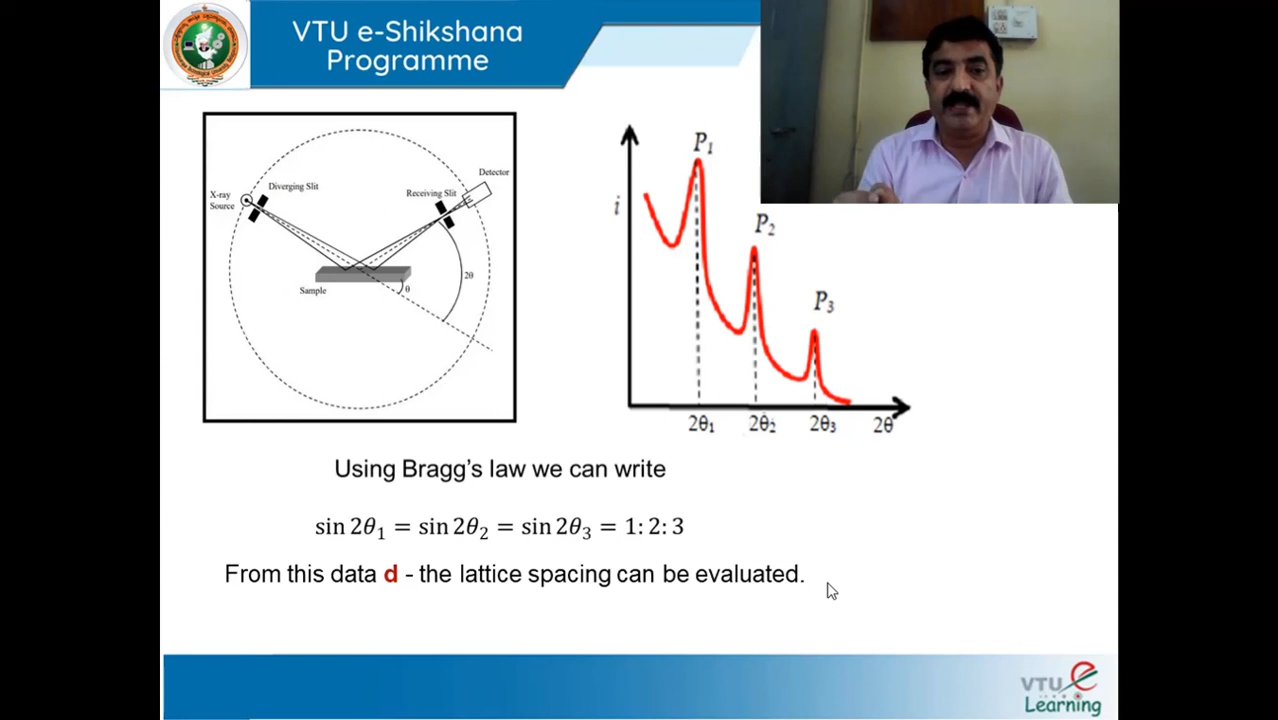 VTU e-Shikshana
Programme
X-ray
Source
Diverging Slit
Receiving Slit
Detector
Sample
θ
2θ
i
P1
P2
P3
2θ1
2θ2
2θ3
2θ
Using Bragg's law we can write
sin 2θ1 = sin 2θ2 = sin 2θ3 = 1: 2: 3
From this data d - the lattice spacing can be evaluated.
VTU e
Learning